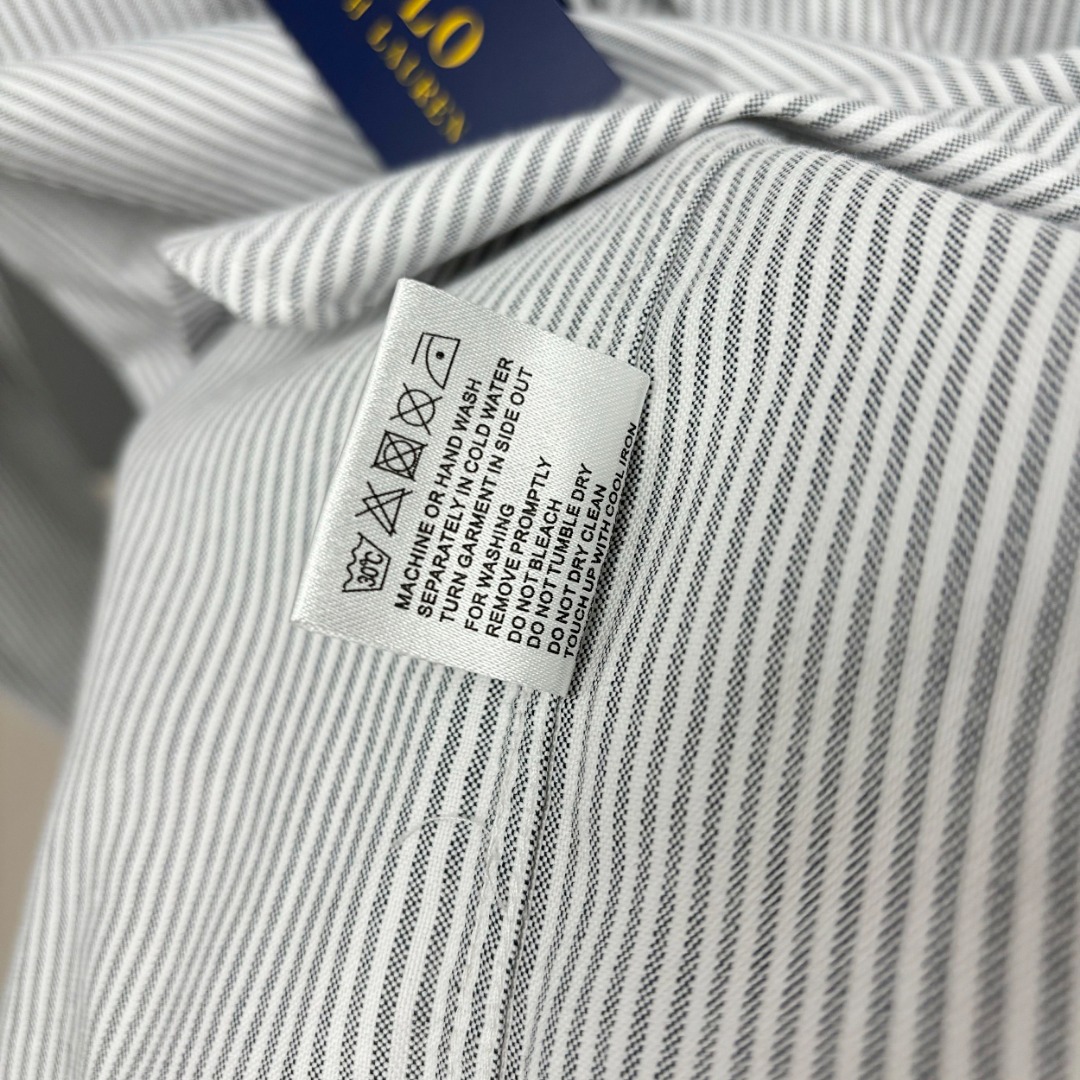 LO
LAUREN
30℃
MACHINE OR HAND WASH
SEPARATELY IN COLD WATER
TURN GARMENT IN SIDE OUT
FOR WASHING
REMOVE PROMPTLY
DO NOT BLEACH
DO NOT TUMBLE DRY
DO NOT DRY CLEAN
TOUCH UP WITH COOL IRON